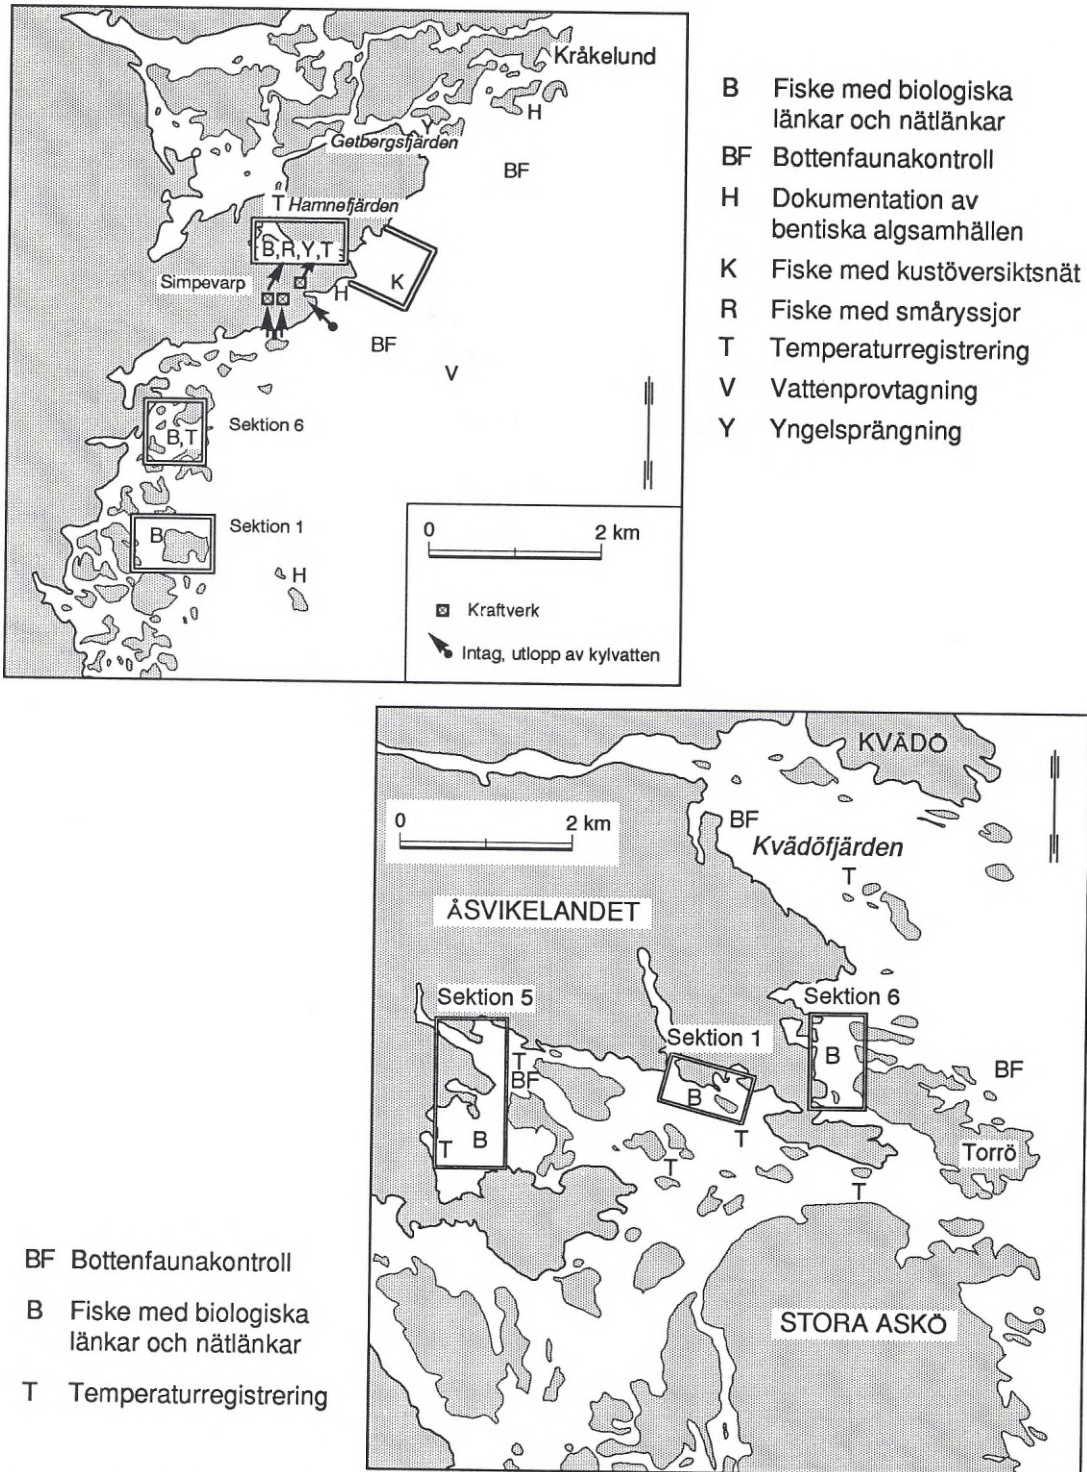 Kråkelund
H
Y
Getbergsfjärden
BF
T Hamnefjärden
B,R,Y,T
K
Simpevarp
H
BF
V
Sektion 6
B,T
Sektion 1
B
H
0 2 km
Kraftverk
Intag, utlopp av kylvatten
B Fiske med biologiska
länkar och nätlänkar
BF Bottenfaunakontroll
H Dokumentation av
bentiska algsamhällen
K Fiske med kustöversiktsnät
R Fiske med småryssjor
T Temperaturregistrering
V Vattenprovtagning
Y Yngelsprängning
KVÄDÖ
0 2 km
BF
Kvädöfjärden
T
ÅSVIKELANDET
Sektion 5
Sektion 6
Sektion 1
B
T
BF
BF
B
T
B
T
T
Torrö
T
STORA ASKÖ
BF Bottenfaunakontroll
B Fiske med biologiska
länkar och nätlänkar
T Temperaturregistrering